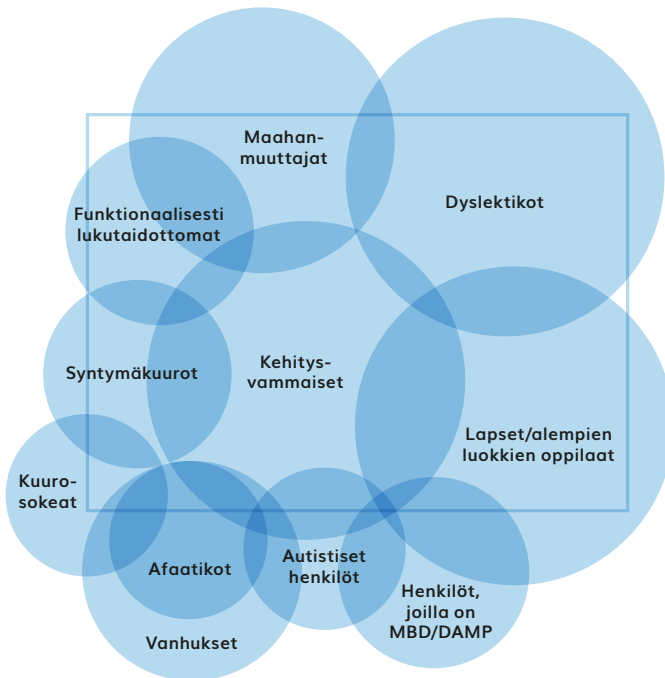 Maahan-
muuttajat
Dyslektikot
Funktionaalisesti
lukutaidottomat
Kehitys-
vammaiset
Syntymäkuurot
Lapset/alempien
luokkien oppilaat
Kuuro-
sokeat
Autistiset
henkilöt
Afaatikot
Henkilöt,
joilla on
MBD/DAMP
Vanhukset